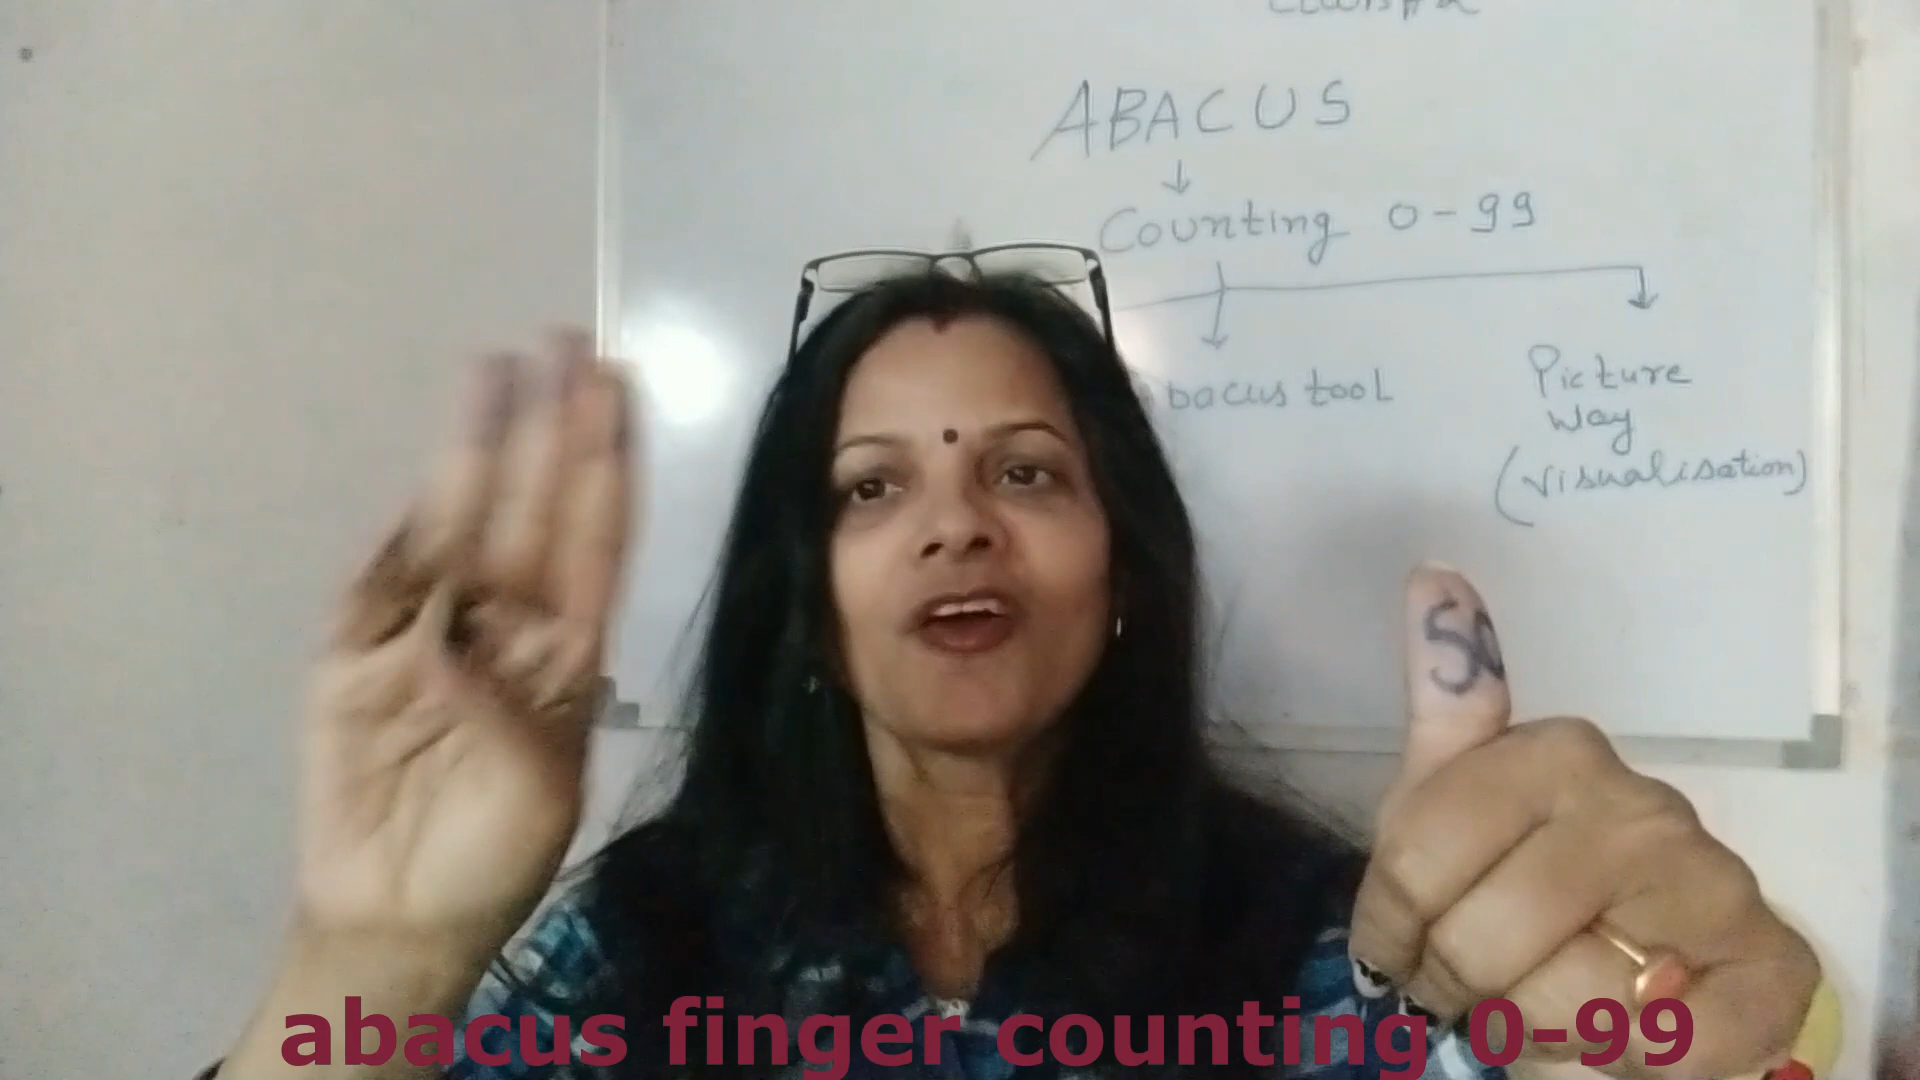 ABACUS
Counting 0-99
bacus tool
Picture
way
(visualisation)
50
abacus finger counting 0-99